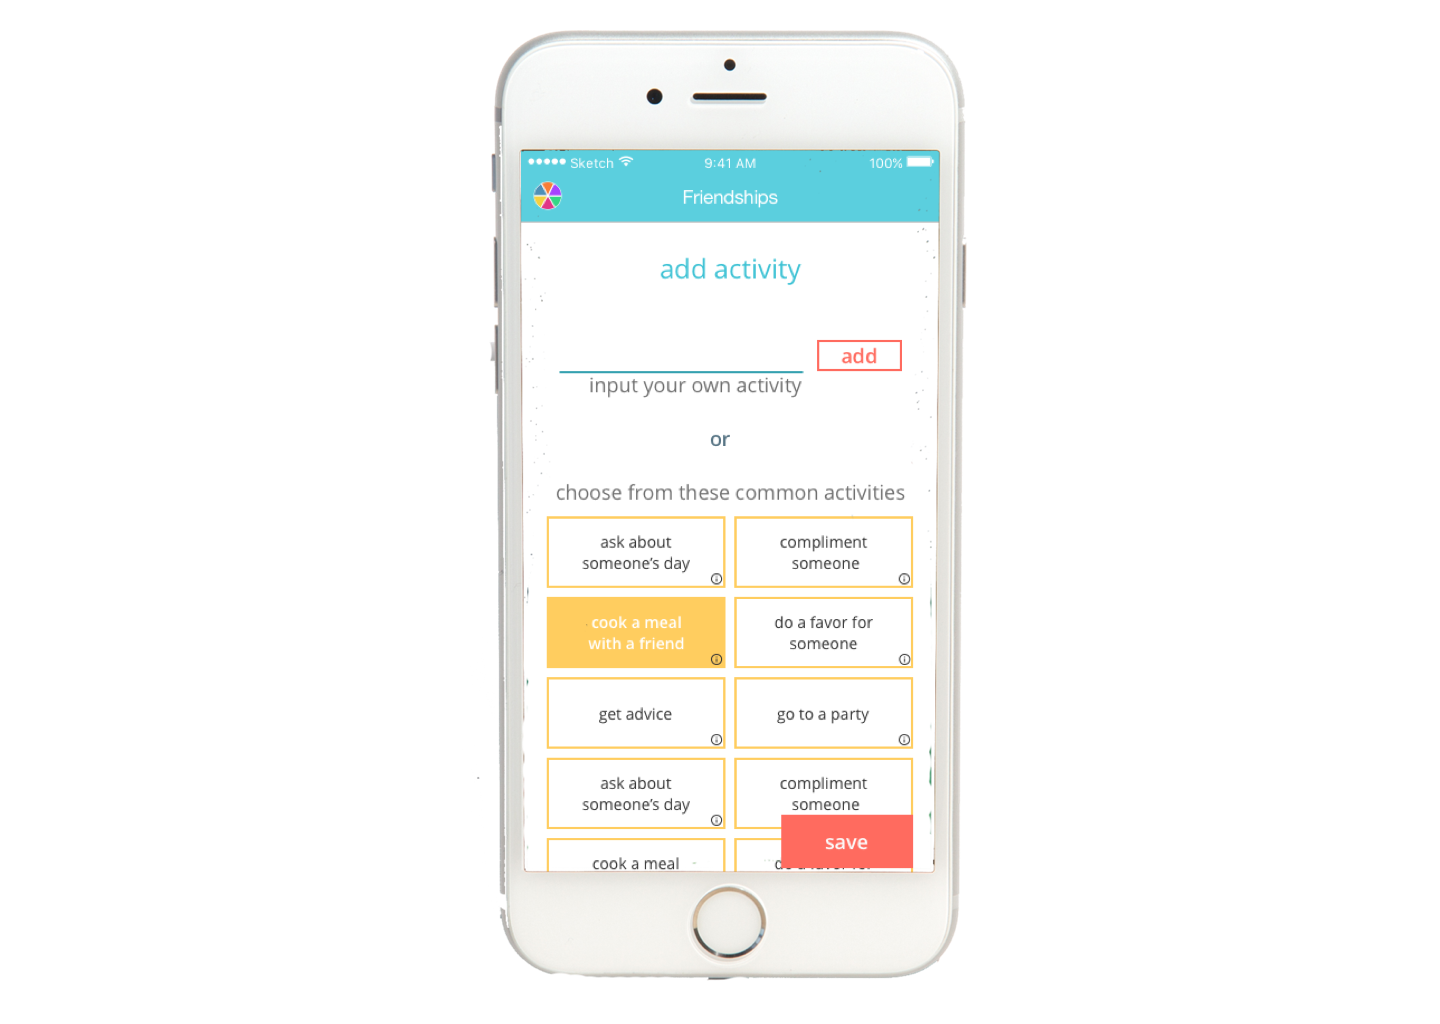 Sketch 9:41 AM 100%
Friendships
add activity
add
input your own activity
or
choose from these common activities
ask about
someone's day
compliment
someone
cook a meal
with a friend
do a favor for
someone
get advice
go to a party
ask about
someone's day
compliment
someone
save
cook a meal